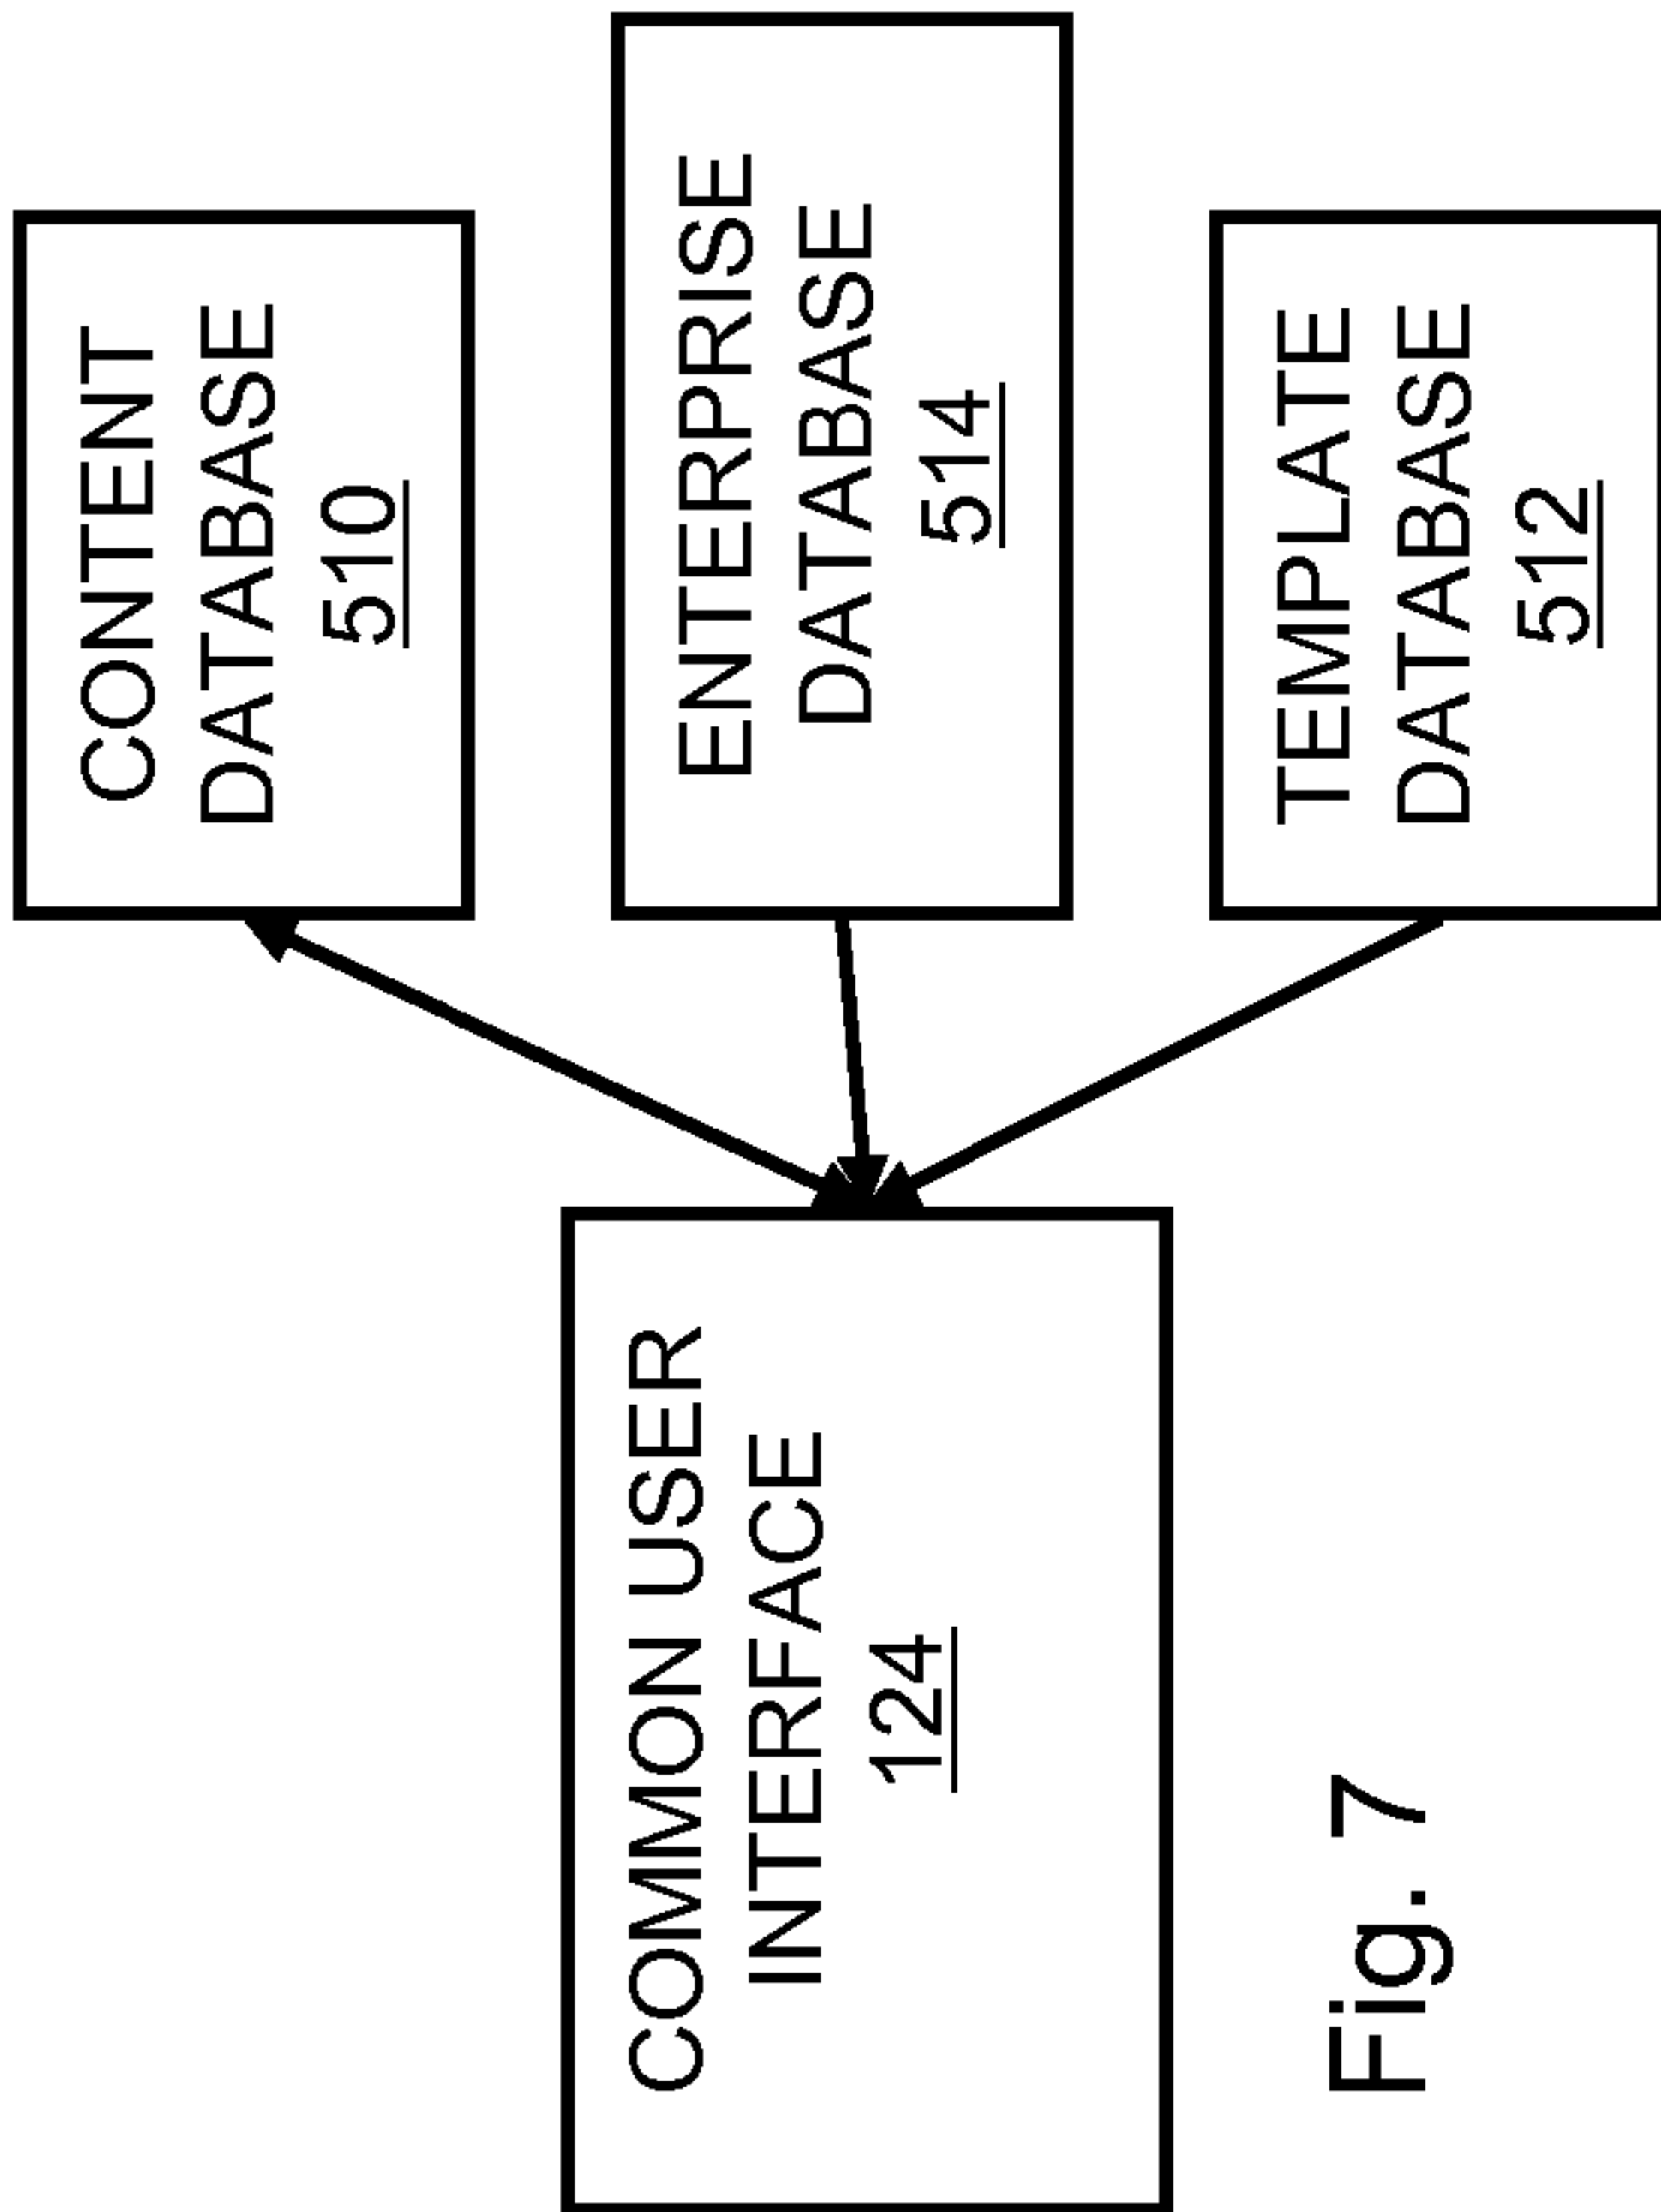 COMMON USER
INTERFACE
124
CONTENT
DATABASE
510
ENTERPRISE
DATABASE
514
TEMPLATE
DATABASE
512
Fig. 7